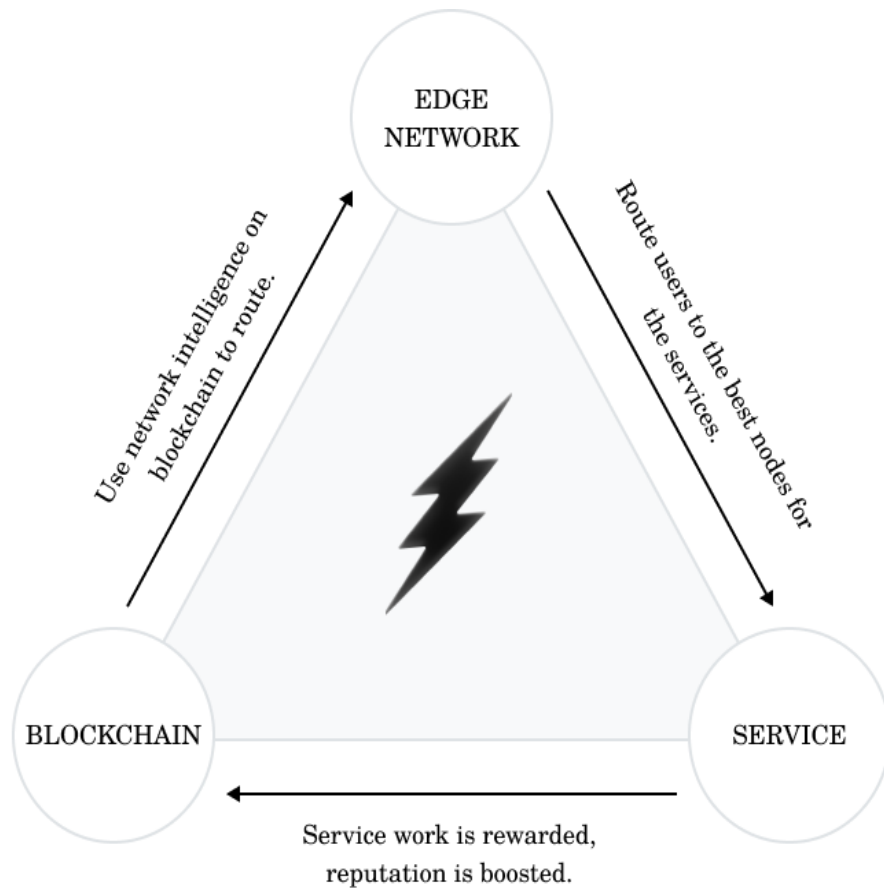 EDGE
NETWORK
Use network intelligence on
blockchain to route.
Route users to the best nodes for
the services.
BLOCKCHAIN
SERVICE
Service work is rewarded,
reputation is boosted.